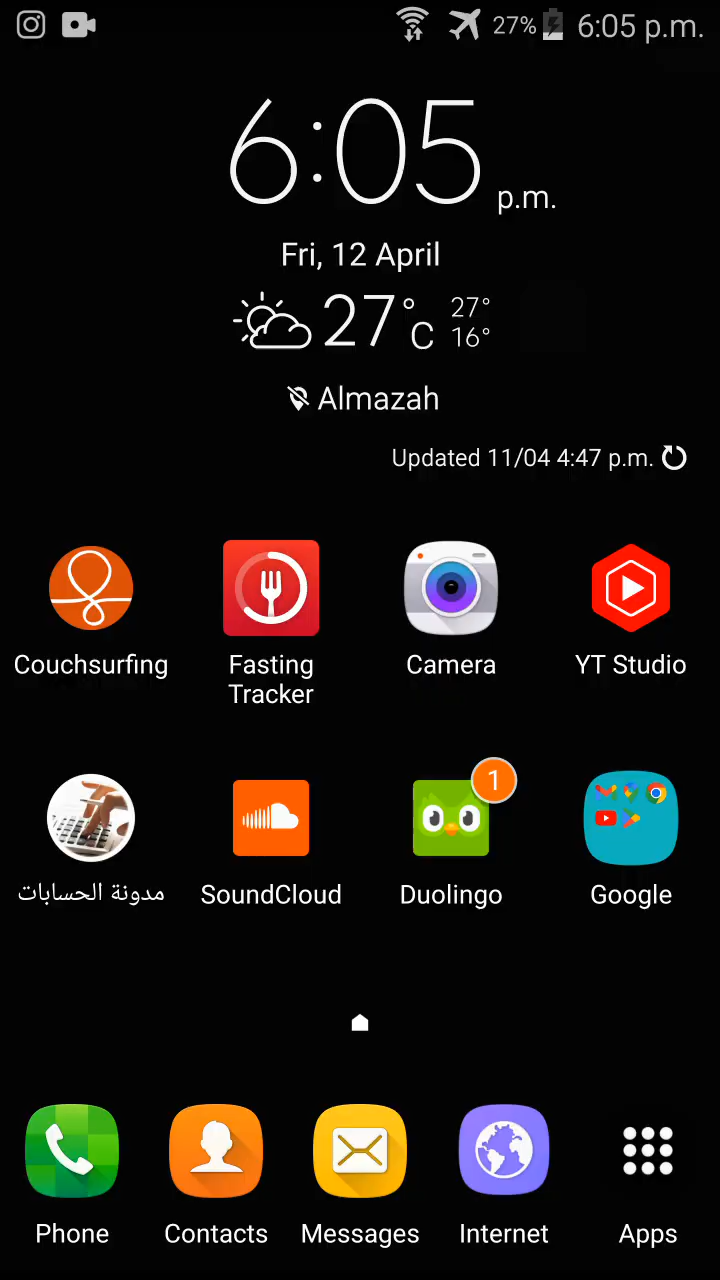 27% 6:05 p.m.
6:05 p.m.
Fri, 12 April
27°C 27° 16°
Almazah
Updated 11/04 4:47 p.m.
Couchsurfing
Fasting Tracker
Camera
YT Studio
1
مدونة الحسابات
SoundCloud
Duolingo
Google
Phone
Contacts
Messages
Internet
Apps